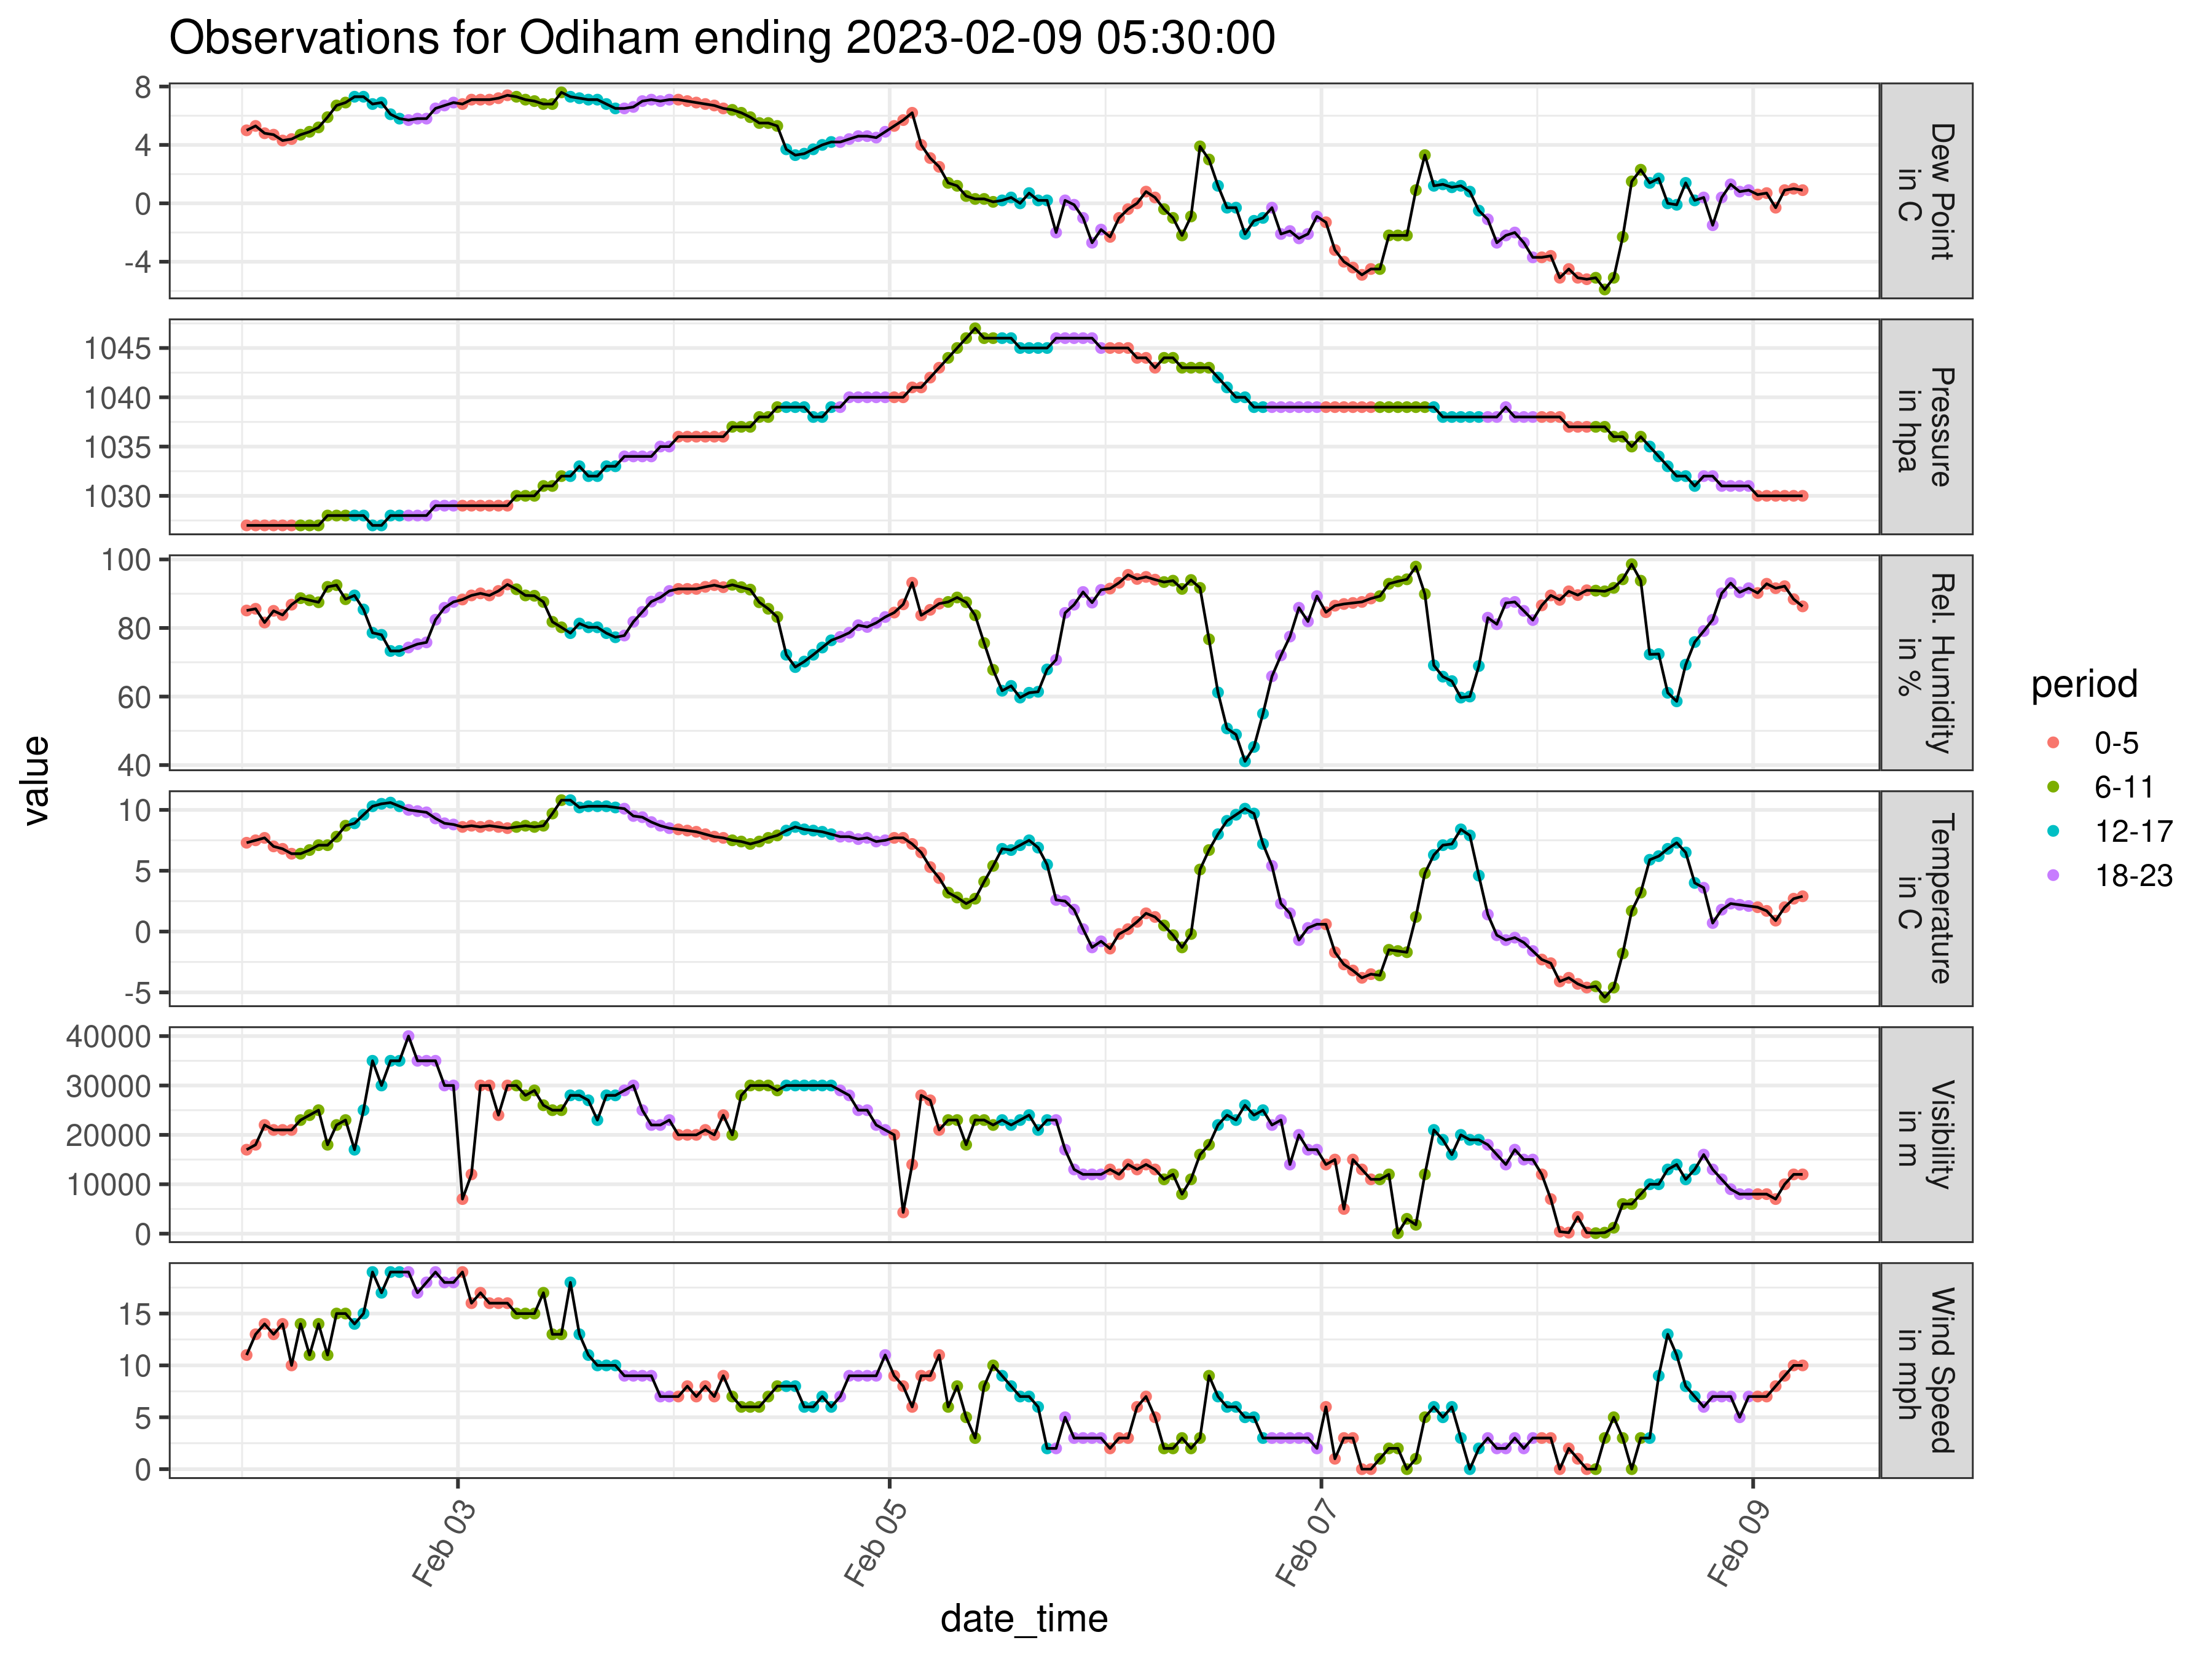 Observations for Odiham ending 2023-02-09 05:30:00
value
8
4
0
-4
Dew Point
in C
1045
1040
1035
1030
Pressure
in hpa
100
80
60
40
Rel. Humidity
in %
10
5
0
-5
Temperature
in C
40000
30000
20000
10000
0
Visibility
in m
15
10
5
0
Wind Speed
in mph
Feb 03
Feb 05
Feb 07
Feb 09
date_time
period
0-5
6-11
12-17
18-23